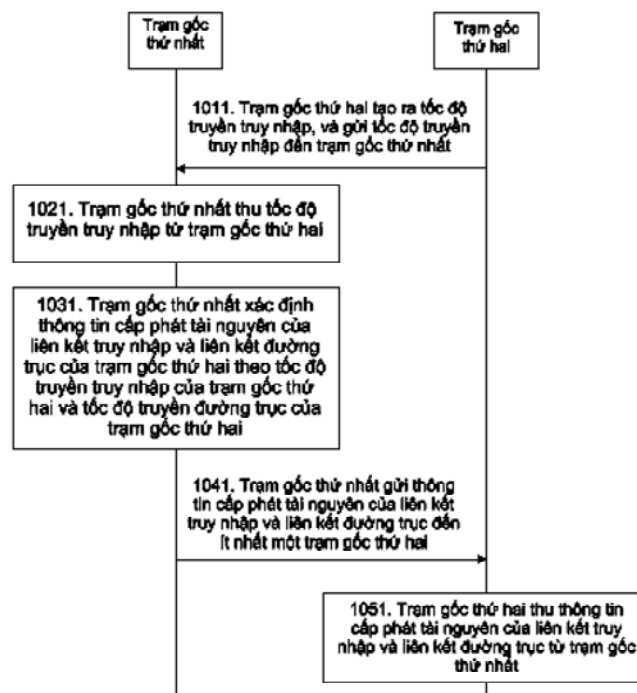 Trạm gốc
thứ nhất
Trạm gốc
thứ hai
1011. Trạm gốc thứ hai tạo ra tốc độ
truyền truy nhập, và gửi tốc độ truyền
truy nhập đến trạm gốc thứ nhất
1021. Trạm gốc thứ nhất thu tốc độ
truyền truy nhập từ trạm gốc thứ hai
1031. Trạm gốc thứ nhất xác định
thông tin cấp phát tài nguyên của
liên kết truy nhập và liên kết đường
trục của trạm gốc thứ hai theo tốc độ
truyền truy nhập của trạm gốc thứ
hai và tốc độ truyền đường trục của
trạm gốc thứ hai
1041. Trạm gốc thứ nhất gửi thông
tin cấp phát tài nguyên của liên kết
truy nhập và liên kết đường trục đến
ít nhất một trạm gốc thứ hai
1051. Trạm gốc thứ hai thu thông tin
cấp phát tài nguyên của liên kết truy
nhập và liên kết đường trục từ trạm gốc
thứ nhất